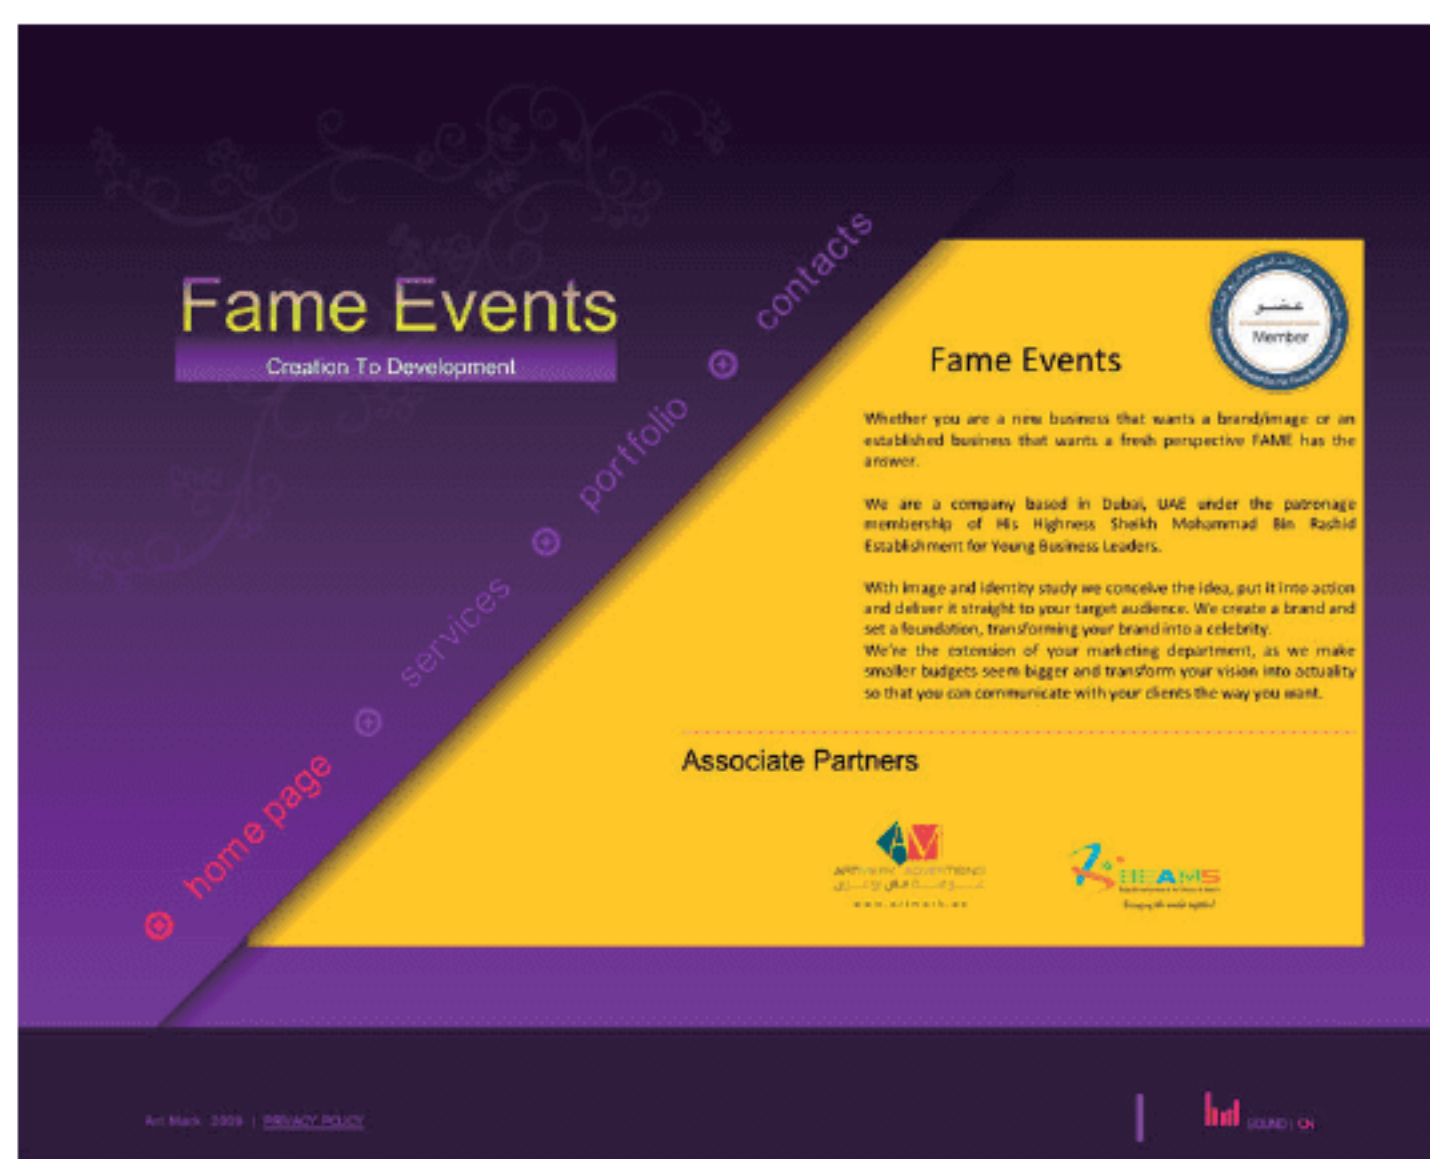 Fame Events
Creation To Development
contacts
portfolio
services
home page
عضو
Member
Fame Events
Whether you are a new business that wants a brand/image or an
established business that wants a fresh perspective FAME has the
answer.
We are a company based in Dubai, UAE under the patronage
membership of His Highness Sheikh Mohammad Bin Rashid
Establishment for Young Business Leaders.
With image and identity study we conceive the idea, put it into action
and deliver it straight to your target audience. We create a brand and
set a foundation, transforming your brand into a celebrity.
We're the extension of your marketing department, as we make
smaller budgets seem bigger and transform your vision into actuality
so that you can communicate with your clients the way you want.
Associate Partners
AM
BEAMS
Art Mark 2009 | PRIVACY POLICY
SOUND | ON